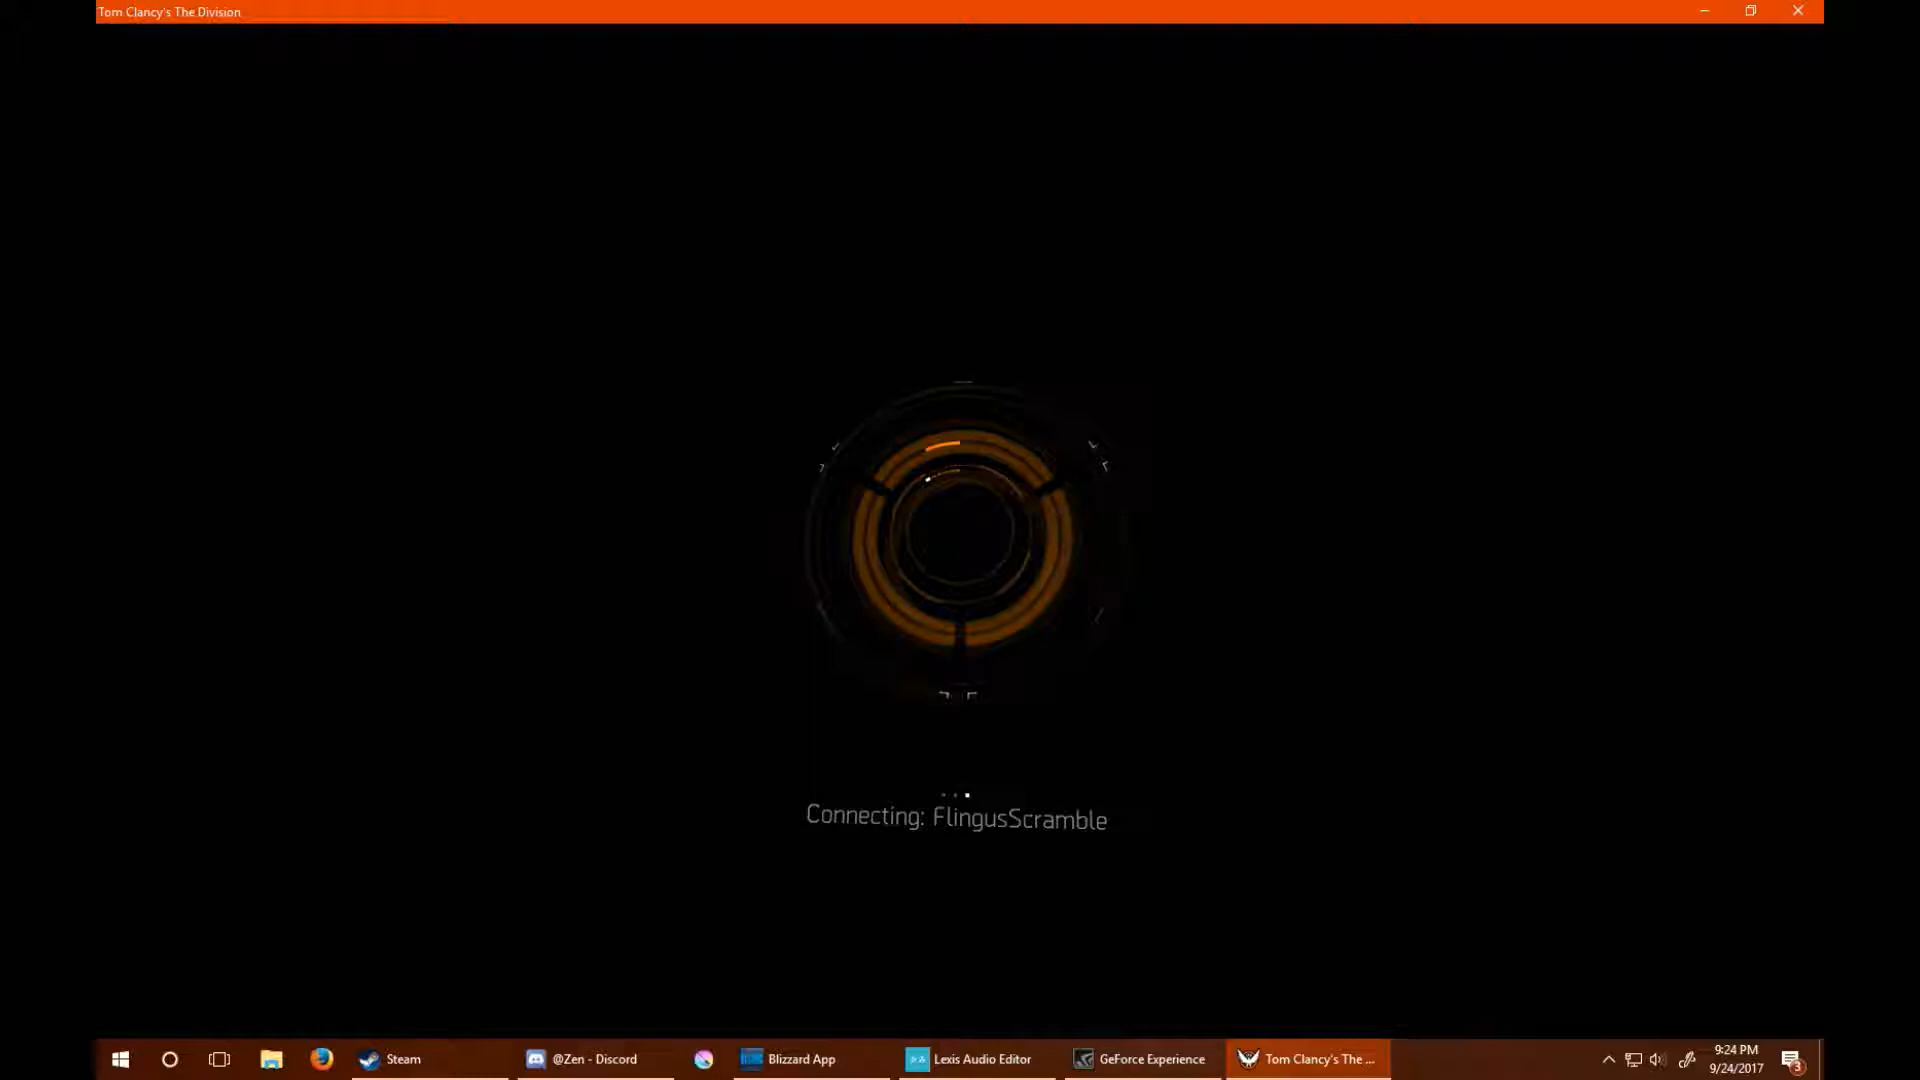 Tom Clancy's The Division
Connecting: FlingusScramble
Steam
@Zen - Discord
Blizzard App
Lexis Audio Editor
GeForce Experience
Tom Clancy's The ...
9:24 PM
9/24/2017
3